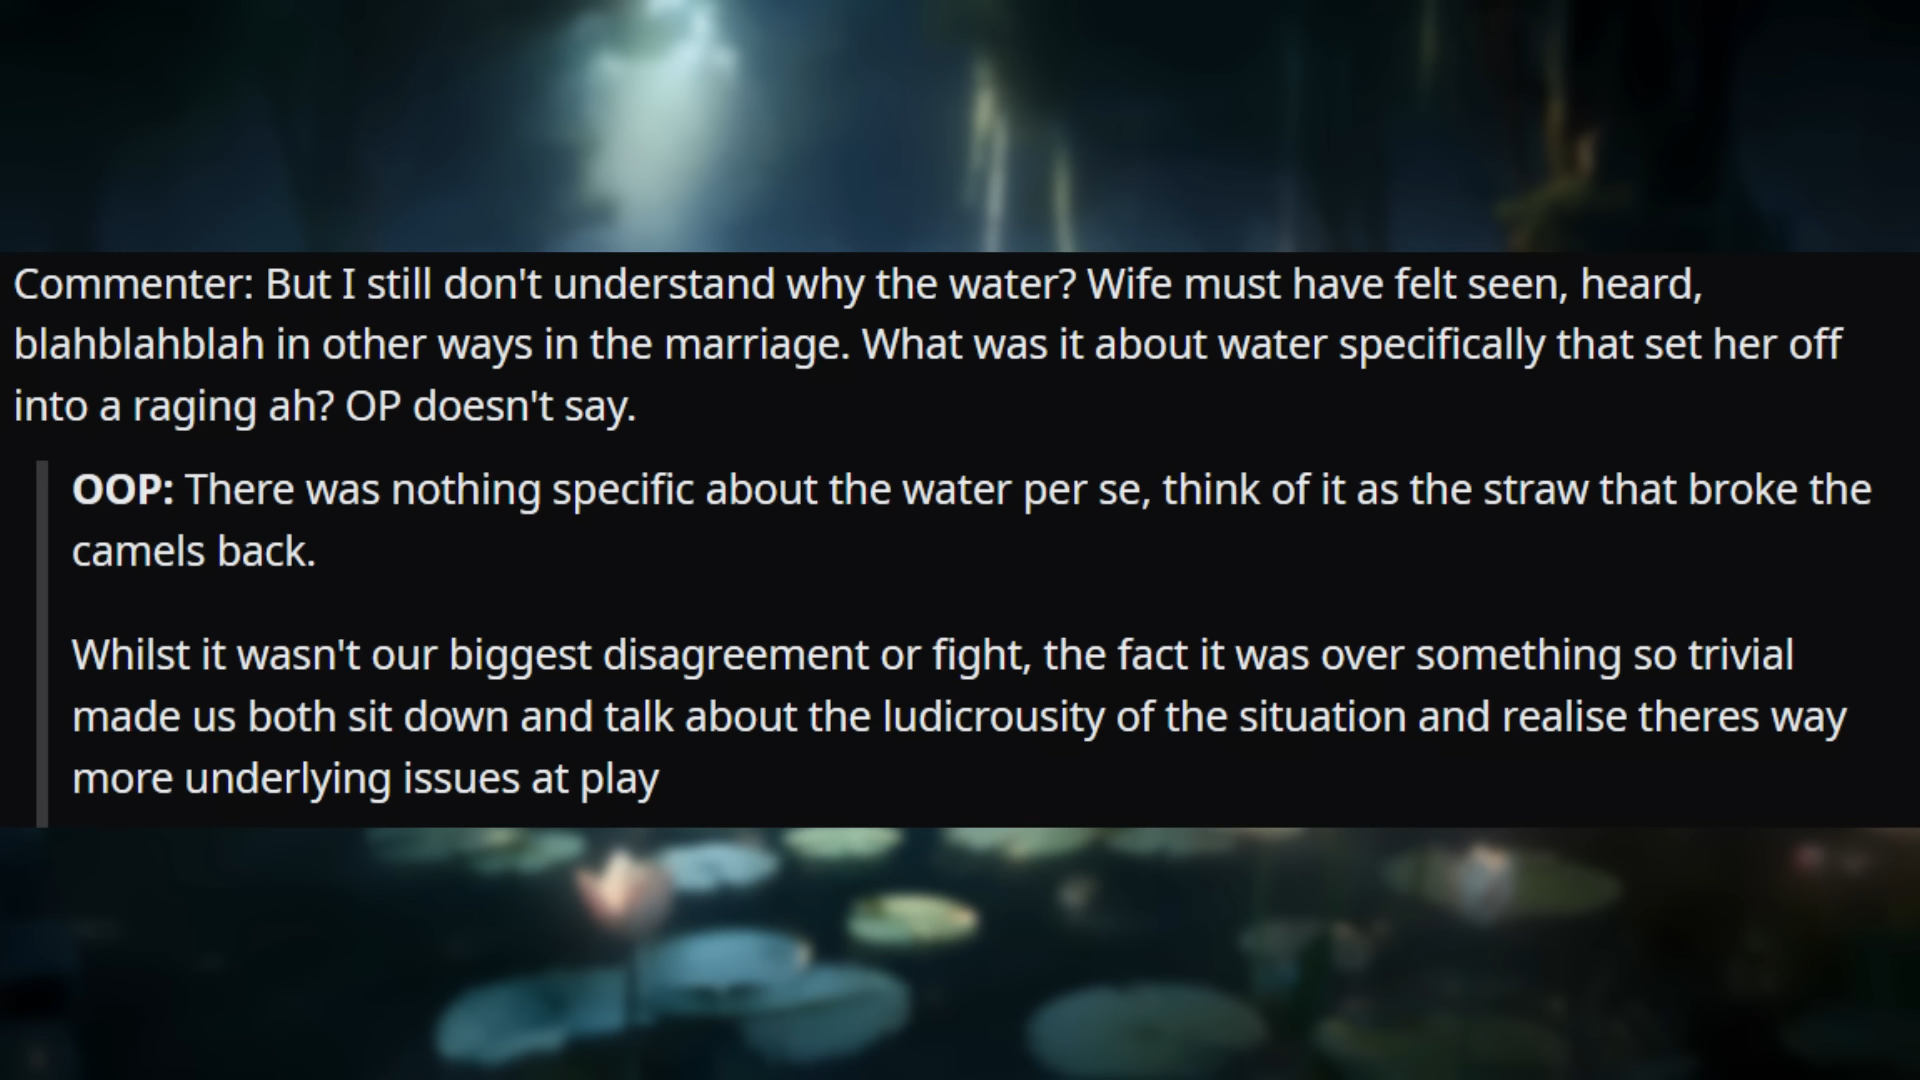 Commenter: But I still don't understand why the water? Wife must have felt seen, heard,
blahblahblah in other ways in the marriage. What was it about water specifically that set her off
into a raging ah? OP doesn't say.
OOP: There was nothing specific about the water per se, think of it as the straw that broke the
camels back.
Whilst it wasn't our biggest disagreement or fight, the fact it was over something so trivial
made us both sit down and talk about the ludicrousity of the situation and realise theres way
more underlying issues at play